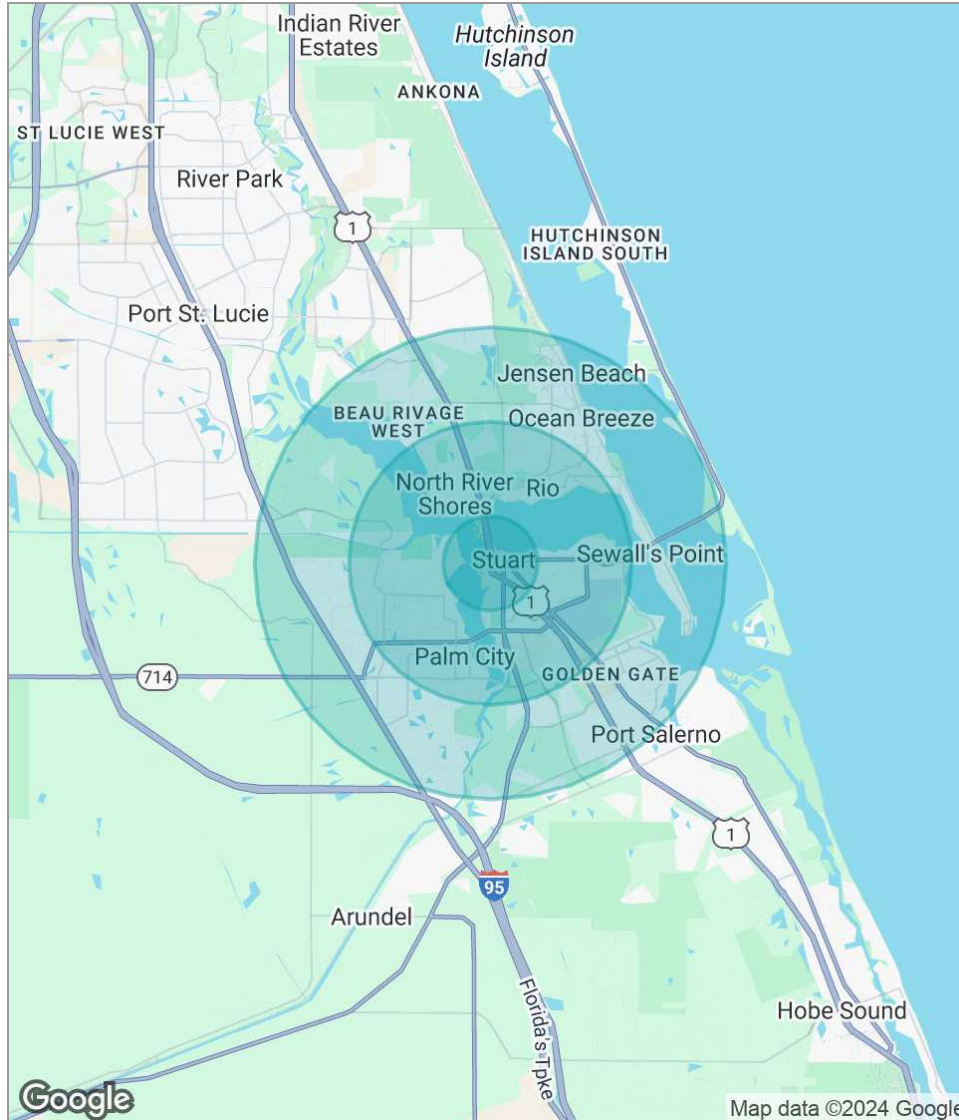 Indian River
Estates
Hutchinson
Island
ANKONA
ST LUCIE WEST
River Park
1
HUTCHINSON
ISLAND SOUTH
Port St. Lucie
Jensen Beach
BEAU RIVAGE
WEST
Ocean Breeze
North River
Shores
Rio
Stuart
Sewall's Point
1
Palm City
714
GOLDEN GATE
Port Salerno
1
95
Arundel
Florida's Tpke
Hobe Sound
Google
Map data ©2024 Google